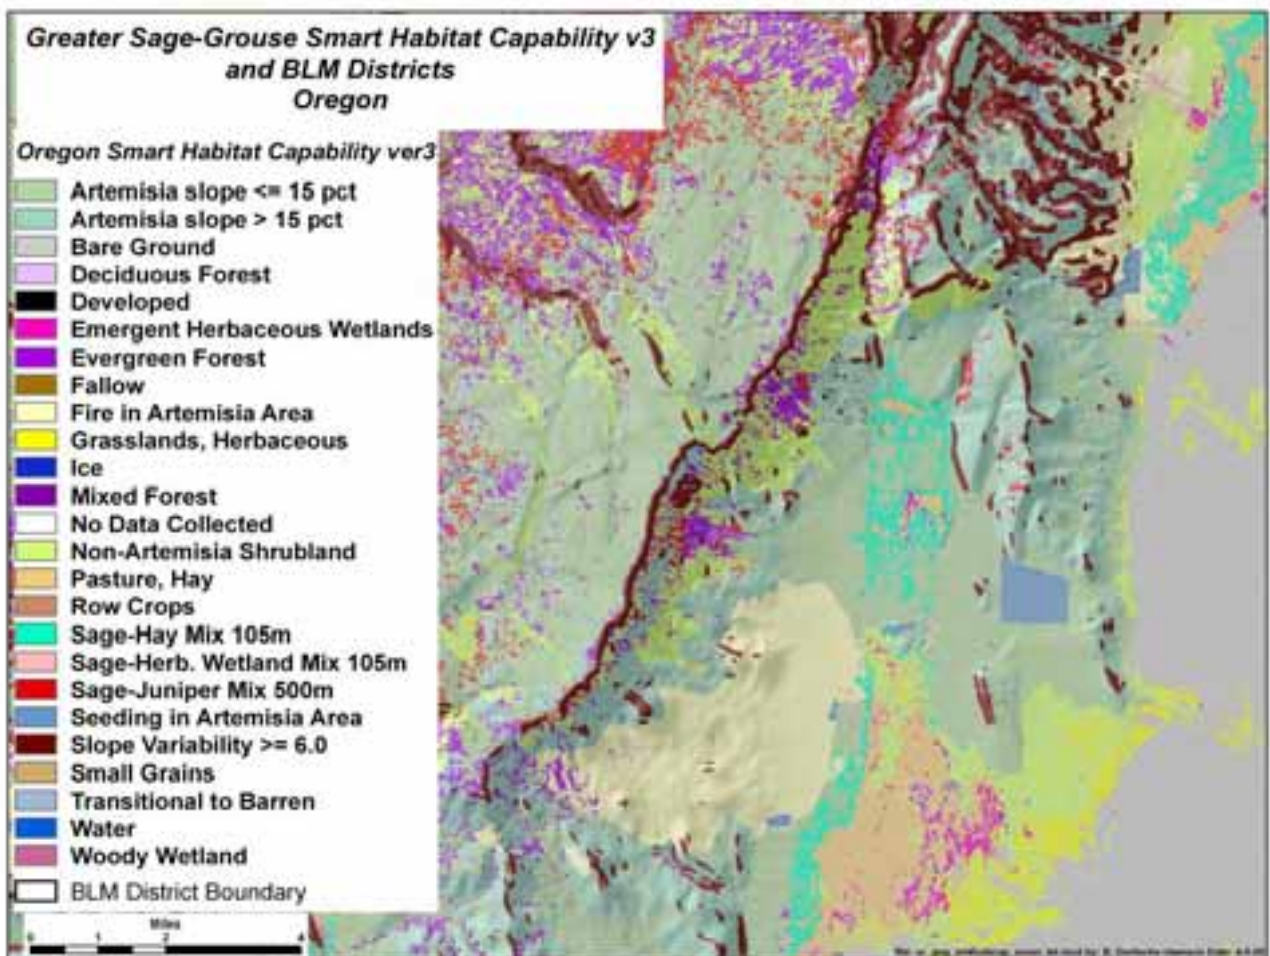 Greater Sage-Grouse Smart Habitat Capability v3
and BLM Districts
Oregon
Oregon Smart Habitat Capability ver3
Artemisia slope <= 15 pct
Artemisia slope > 15 pct
Bare Ground
Deciduous Forest
Developed
Emergent Herbaceous Wetlands
Evergreen Forest
Fallow
Fire in Artemisia Area
Grasslands, Herbaceous
Ice
Mixed Forest
No Data Collected
Non-Artemisia Shrubland
Pasture, Hay
Row Crops
Sage-Hay Mix 105m
Sage-Herb. Wetland Mix 105m
Sage-Juniper Mix 500m
Seeding in Artemisia Area
Slope Variability >= 6.0
Small Grains
Transitional to Barren
Water
Woody Wetland
BLM District Boundary
Miles
0 1 2 4